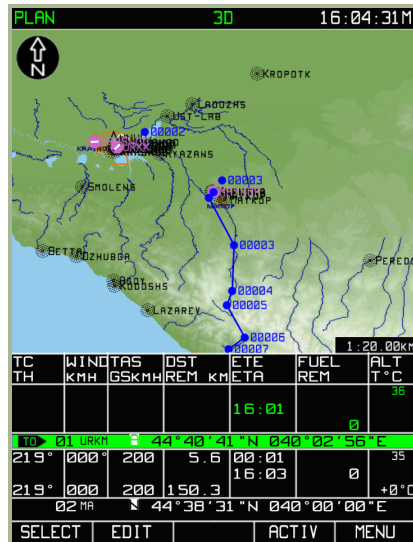 PLAN 3D 16:04:31M
N
KROPOTK
LADOZHS
UST-LAB
00002
SMOLENS
00003
BETTA
DZHUBGA
00003
PERED
AGOY
KODOSHS
00004
00005
LAZAREV
00006
00007
1:20.00KM
TC WIND TAS DST ETE FUEL ALT
TH KMH GSKMH REM KM ETA REM T°C
36
16:01
0
TO 01 URKM 44°40'41"N 040°02'56"E
219° 000° 200 5.6 00:01 35
16:03 0
219° 000 200 150.3 +0°C
02 MA 44°38'31"N 040°00'00"E
SELECT EDIT ACTIV MENU